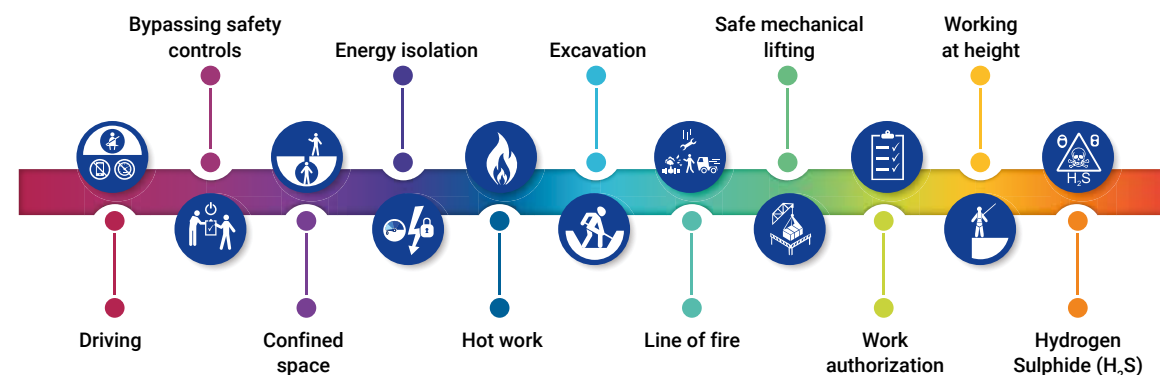 Bypassing safety
controls
Energy isolation
Excavation
Safe mechanical
lifting
Working
at height
H₂S
Driving
Confined
space
Hot work
Line of fire
Work
authorization
Hydrogen
Sulphide (H₂S)